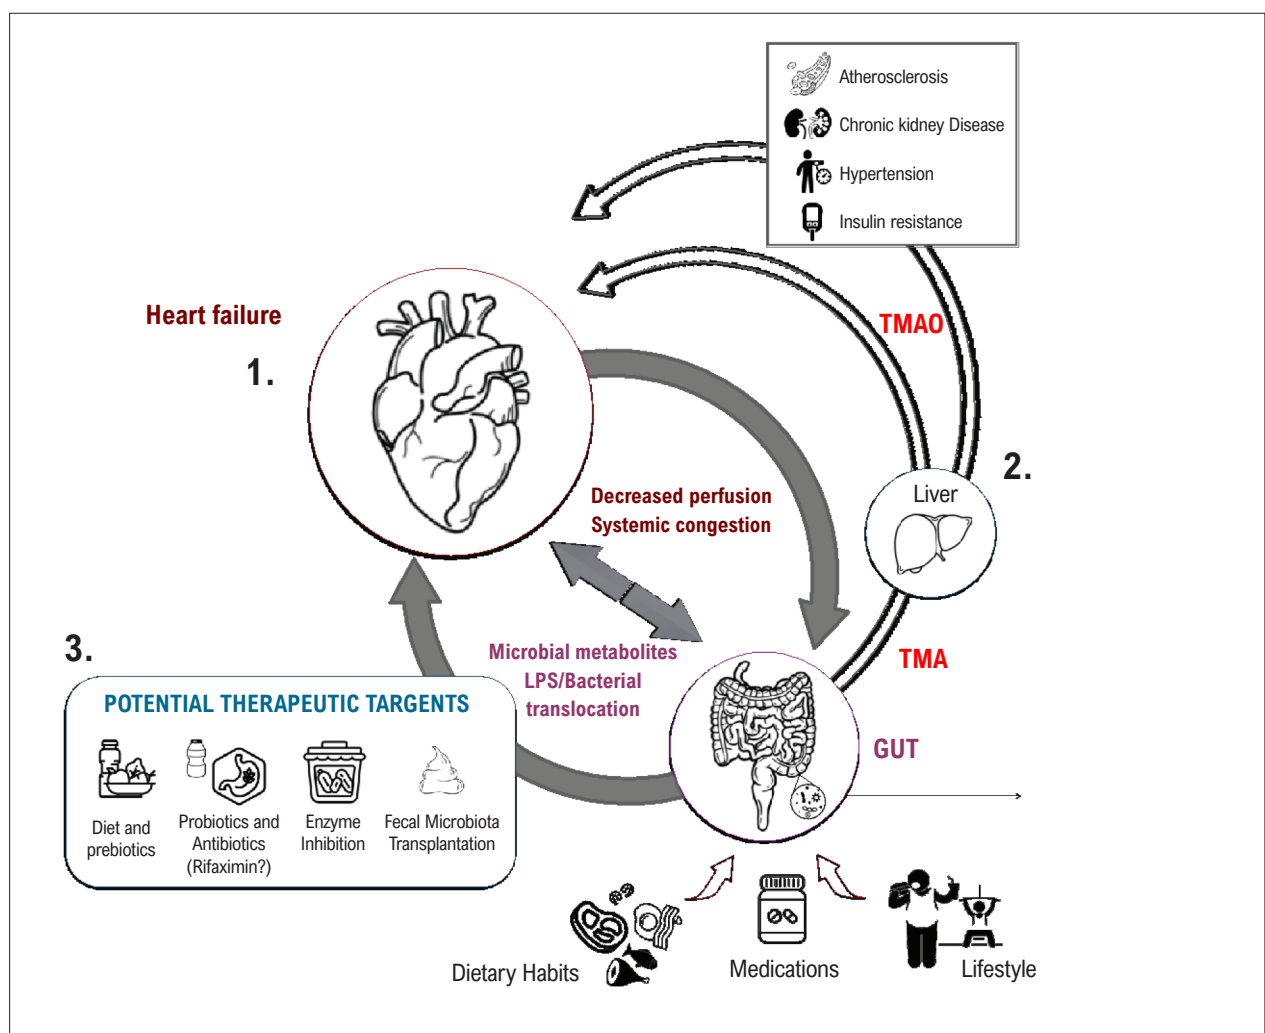 Atherosclerosis
Chronic kidney Disease
Hypertension
Insulin resistance
Heart failure
1.
TMAO
2.
Liver
Decreased perfusion
Systemic congestion
Microbial metabolites
LPS/Bacterial
translocation
TMA
GUT
3.
POTENTIAL THERAPEUTIC TARGENTS
Diet and
prebiotics
Probiotics and
Antibiotics
(Rifaximin?)
Enzyme
Inhibition
Fecal Microbiota
Transplantation
Dietary Habits
Medications
Lifestyle